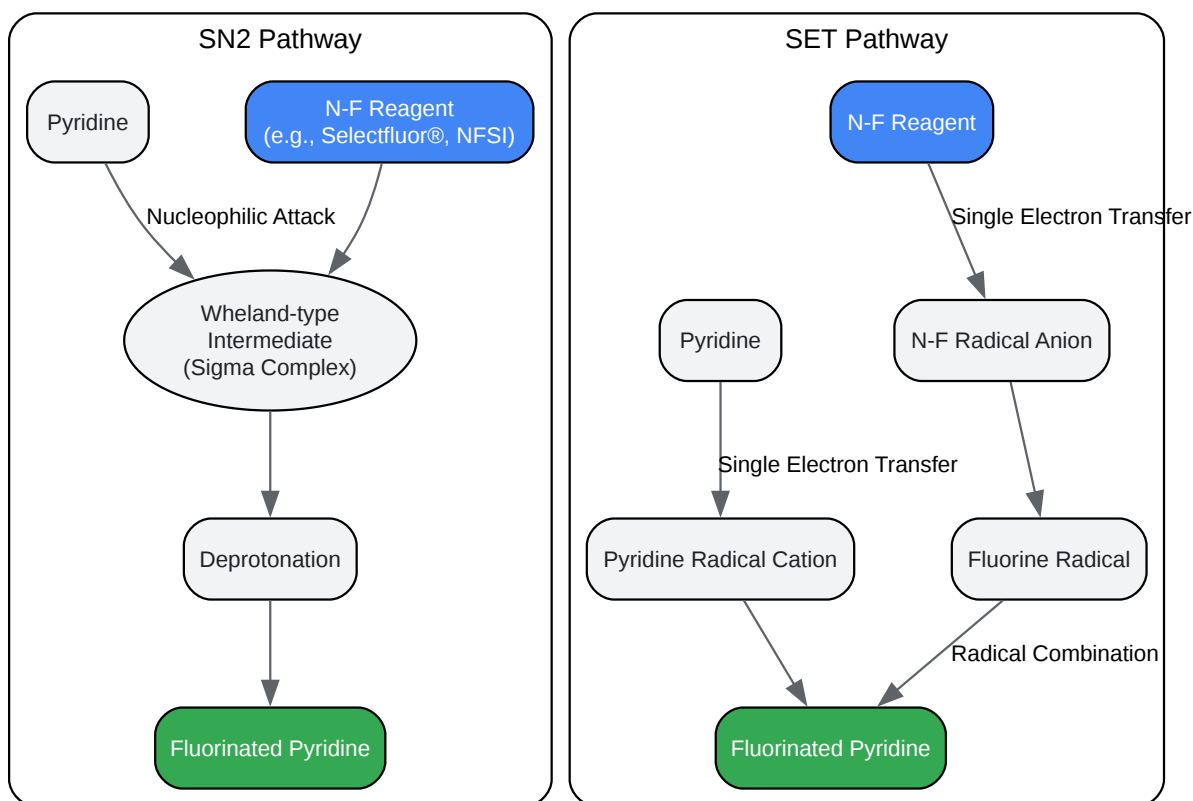 SN2 Pathway
Pyridine
N-F Reagent
(e.g., Selectfluor®, NFSI)
Nucleophilic Attack
Wheland-type
Intermediate
(Sigma Complex)
Deprotonation
Fluorinated Pyridine
SET Pathway
N-F Reagent
Single Electron Transfer
Pyridine
N-F Radical Anion
Single Electron Transfer
Pyridine Radical Cation
Fluorine Radical
Radical Combination
Fluorinated Pyridine